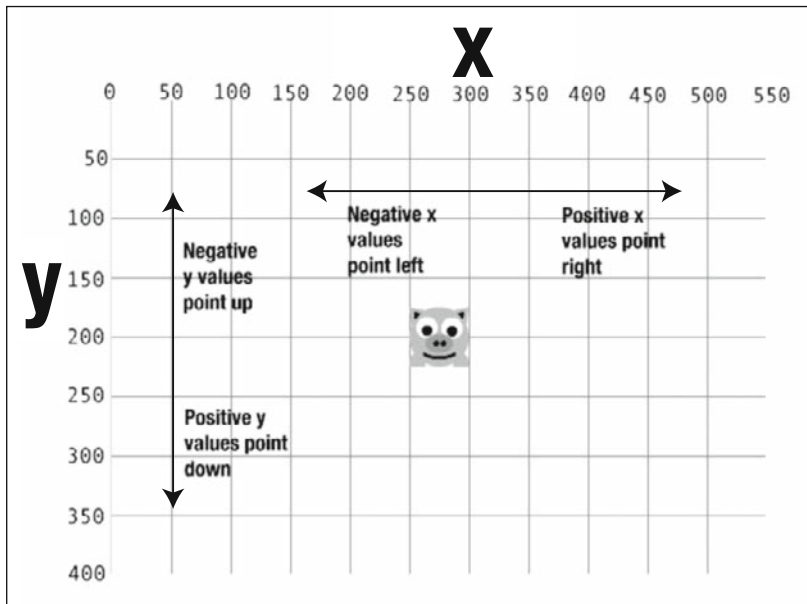 X
0 50 100 150 200 250 300 350 400 450 500 550
50
Negative x
values
point left
Positive x
values point
right
100
Negative
y values
point up
y
150
200
250
Positive y
values point
down
300
350
400